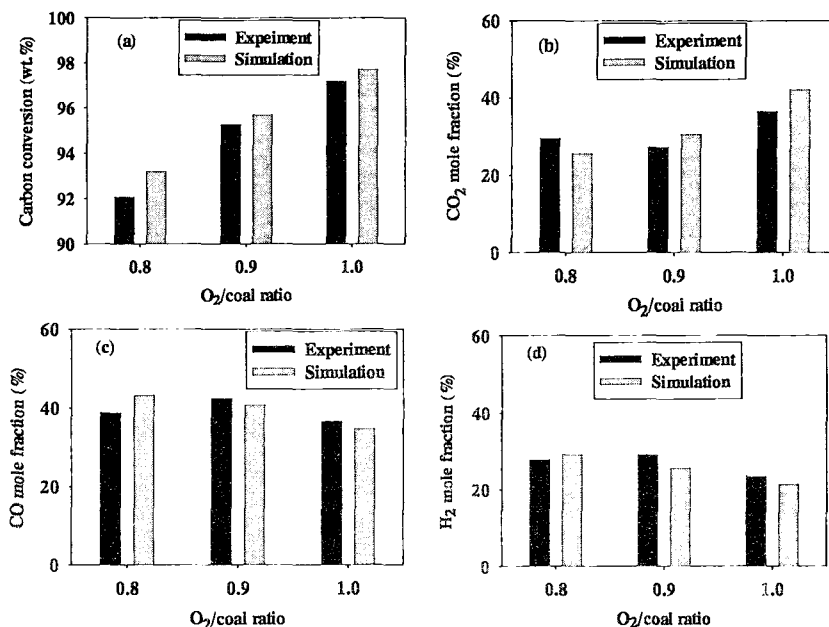 (a)
Expeiment
Simulation
Carbon conversion (wt.%)
100
98
96
94
92
90
0.8
0.9
1.0
O2/coal ratio
(b)
Experiment
Simulation
CO2 mole fraction (%)
60
40
20
0
0.8
0.9
1.0
O2/coal ratio
(c)
Experiment
Simulation
CO mole fraction (%)
60
40
20
0
0.8
0.9
1.0
O2/coal ratio
(d)
Experiment
Simulation
H2 mole fraction (%)
60
40
20
0
0.8
0.9
1.0
O2/coal ratio